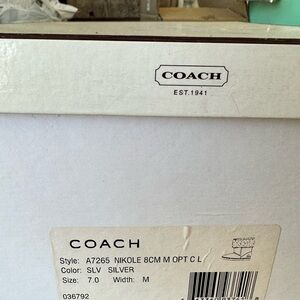 COACH
EST.1941
COACH
Style: A7265 NIKOLE 8CM M OPT C L
Color: SLV SILVER
Size: 7.0 Width: M
036792